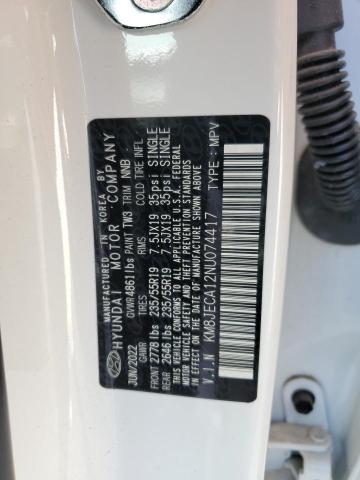 MADE IN KOREA
HYUNDAI MOTOR COMPANY
JUN/2022 GVWR 4861 lbs PAINT TW3 TRIM NNB
GAWR RIMS COLD TIRE INFL.
FRONT 2778 lbs 235/55R19 7.5JX19 35psi SINGLE
REAR 2646 lbs 235/55R19 7.5JX19 35psi SINGLE
THIS VEHICLE CONFORMS TO ALL APPLICABLE U.S.A. FEDERAL
MOTOR VEHICLE SAFETY BUMPER AND THEFT PREVENTION
STANDARDS IN EFFECT ON THE DATE OF MANUFACTURE SHOWN ABOVE.
V.I.N KM8JECA12NU074417 TYPE : MPV